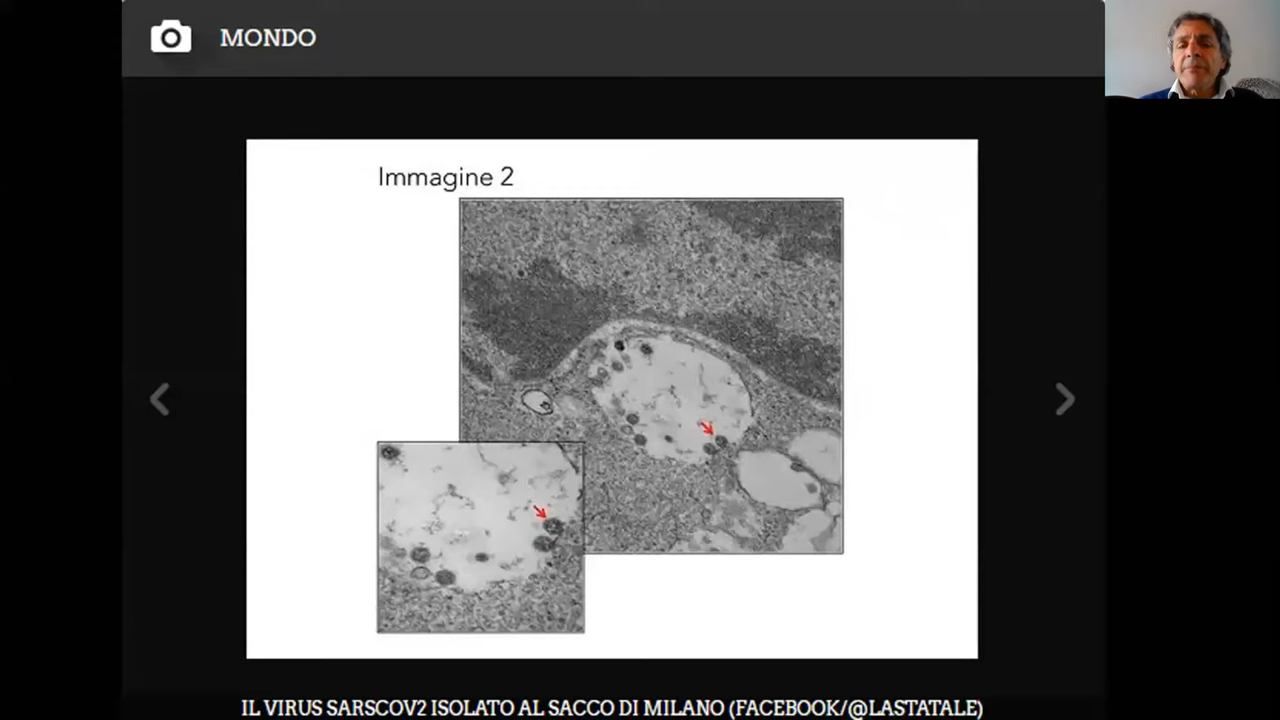 MONDO
Immagine 2
IL VIRUS SARSCOV2 ISOLATO AL SACCO DI MILANO (FACEBOOK/@LASTATALE)